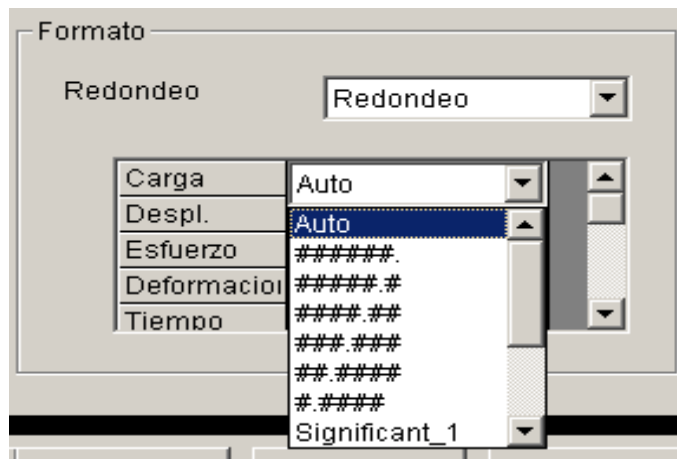 Formato
Redondeo Redondeo
Carga Auto
Despl. Auto
Esfuerzo ######.
Deformacion #####.#
Tiempo ####.##
###.###
##.####
#.####
Significant_1